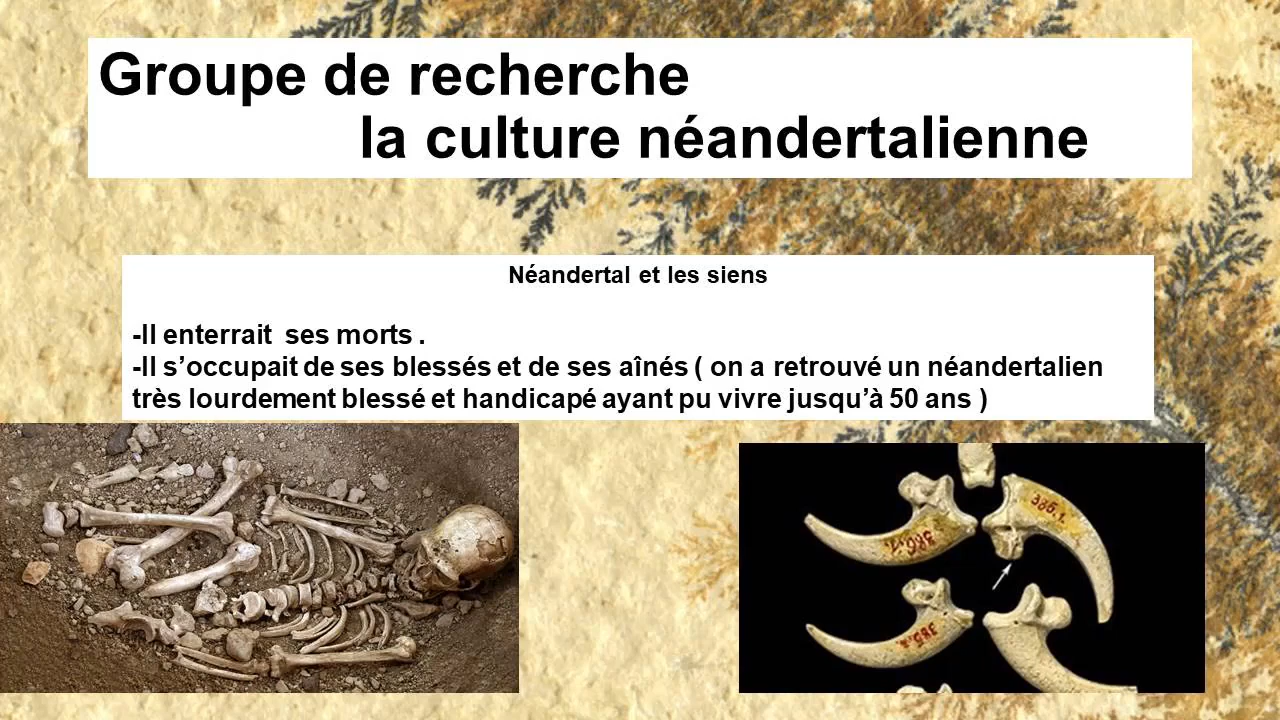 Groupe de recherche
la culture néandertalienne
Néandertal et les siens
-Il enterrait ses morts .
-Il s’occupait de ses blessés et de ses aînés ( on a retrouvé un néandertalien
très lourdement blessé et handicapé ayant pu vivre jusqu’à 50 ans )
386.1.